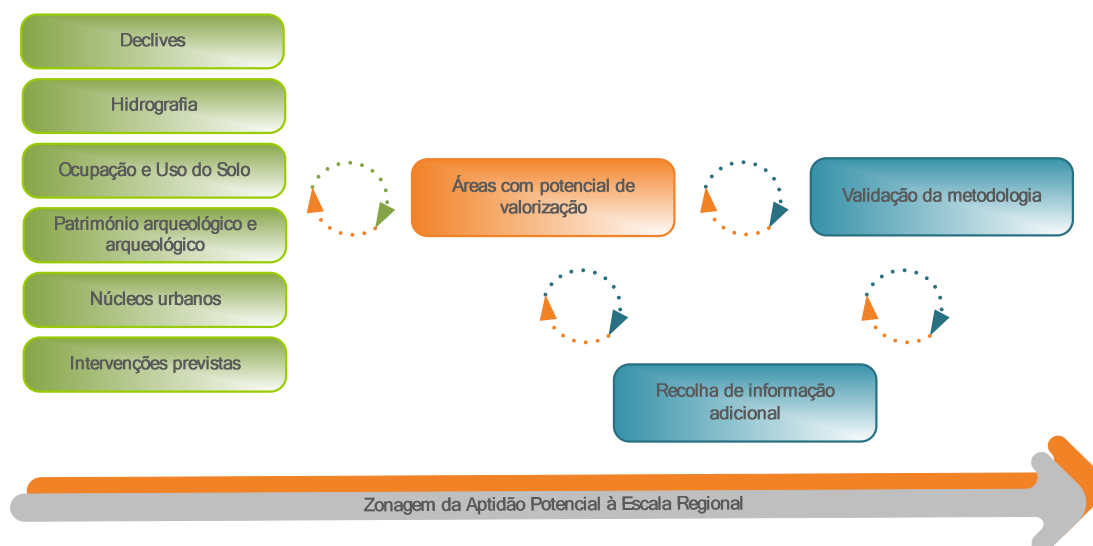 Declives
Hidrografia
Ocupação e Uso do Solo
Património arqueológico e
arqueológico
Núcleos urbanos
Intervenções previstas
Áreas com potencial de
valorização
Validação da metodologia
Recolha de informação
adicional
Zonagem da Aptidão Potencial à Escala Regional